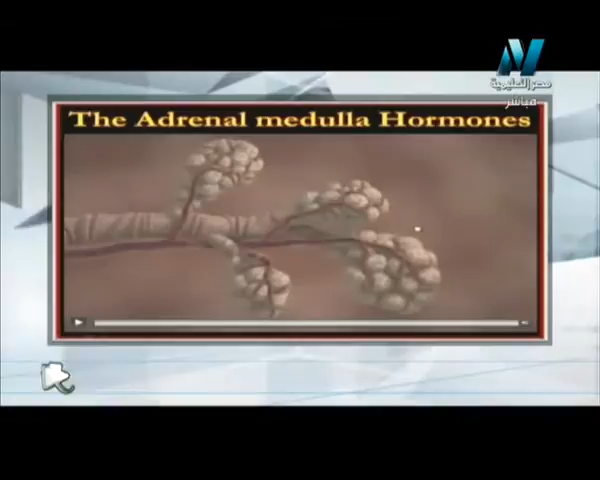 مصر التعليمية
مباشر
The Adrenal medulla Hormones